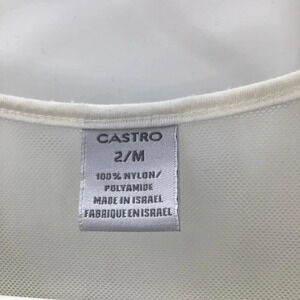 CASTRO
2/M
100% NYLON/
POLYAMIDE
MADE IN ISRAEL
FABRIQUE EN ISRAEL